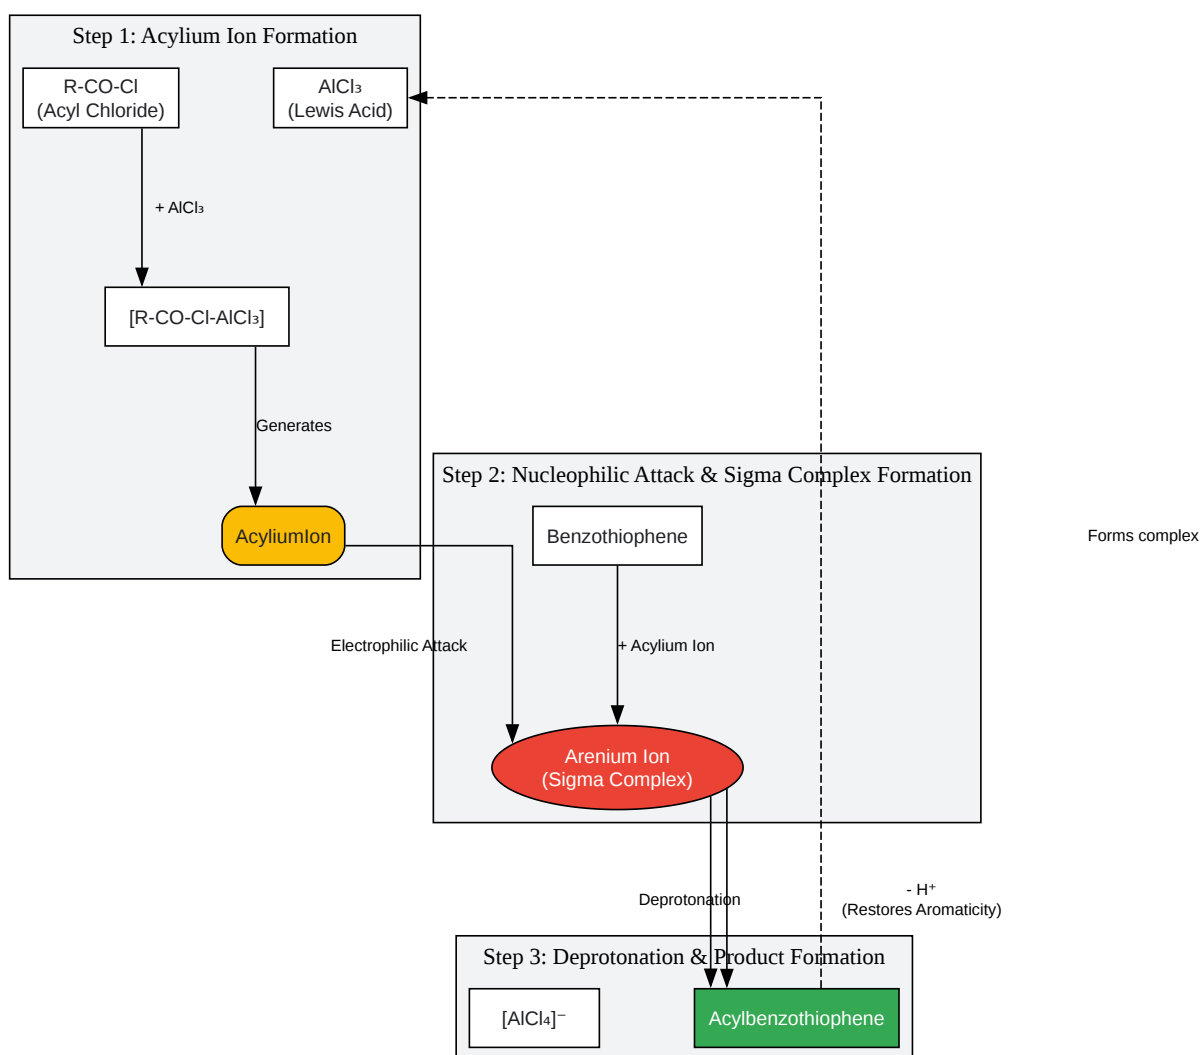 Step 1: Acylium Ion Formation
R-CO-Cl
(Acyl Chloride)
AlCl₃
(Lewis Acid)
+ AlCl₃
[R-CO-Cl-AlCl₃]
Generates
AcyliumIon
Step 2: Nucleophilic Attack & Sigma Complex Formation
Benzothiophene
Forms complex
Electrophilic Attack
+ Acylium Ion
Arenium Ion
(Sigma Complex)
Deprotonation
- H⁺
(Restores Aromaticity)
Step 3: Deprotonation & Product Formation
[AlCl₄]⁻
Acylbenzothiophene